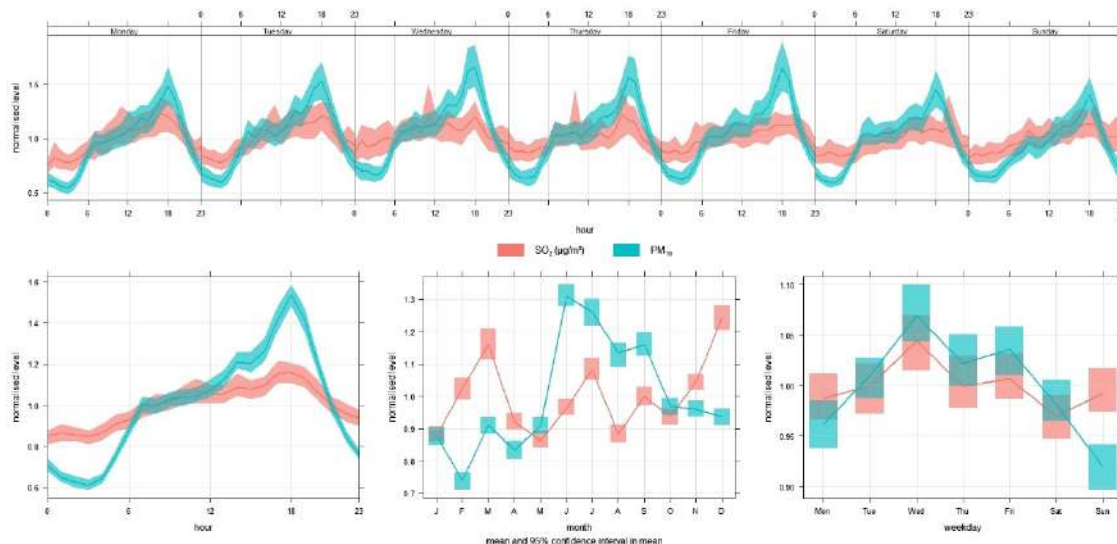 0 6 12 18 23 0 6 12 18 23 0 6 12 18 23
Monday Tuesday Wednesday Thursday Friday Saturday Sunday
1.5
1.0
0.5
normalised level
0 6 12 18 23 0 6 12 18 23 0 6 12 18 23 0 6 12 18
hour
SO₂ (µg/m³) PM₁₀
1.6
1.4
1.2
1.0
0.8
0.6
normalised level
0 6 12 18 23
hour
1.3
1.2
1.1
1.0
0.9
0.8
0.7
normalised level
J F M A M J J A S O N D
month
mean and 95% confidence interval in mean
1.10
1.05
1.00
0.95
0.90
normalised level
Mon Tue Wed Thu Fri Sat Sun
weekday